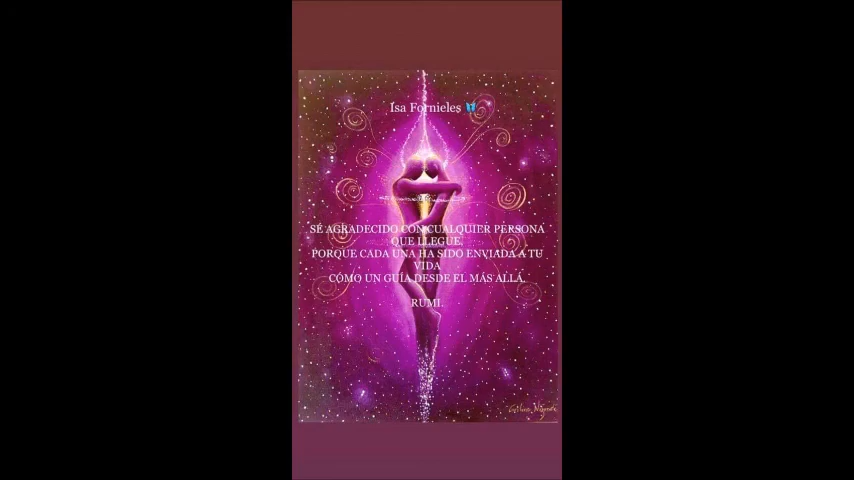 Isa Fornieles 🦋
SÉ AGRADECIDO CON CUALQUIER PERSONA
QUE LLEGUE,
PORQUE CADA UNA HA SIDO ENVIADA A TU
VIDA
CÓMO UN GUÍA DESDE EL MÁS ALLÁ.
RUMI.